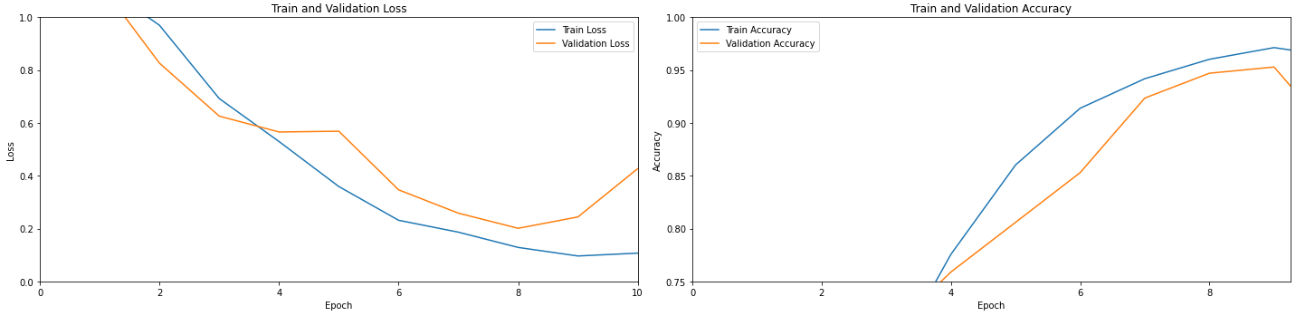 Train and Validation Loss
1.0
0.8
0.6
0.4
0.2
0.0
Loss
Train Loss
Validation Loss
0
2
4
6
8
10
Epoch
Train and Validation Accuracy
1.00
0.95
0.90
0.85
0.80
0.75
Accuracy
Train Accuracy
Validation Accuracy
0
2
4
6
8
Epoch